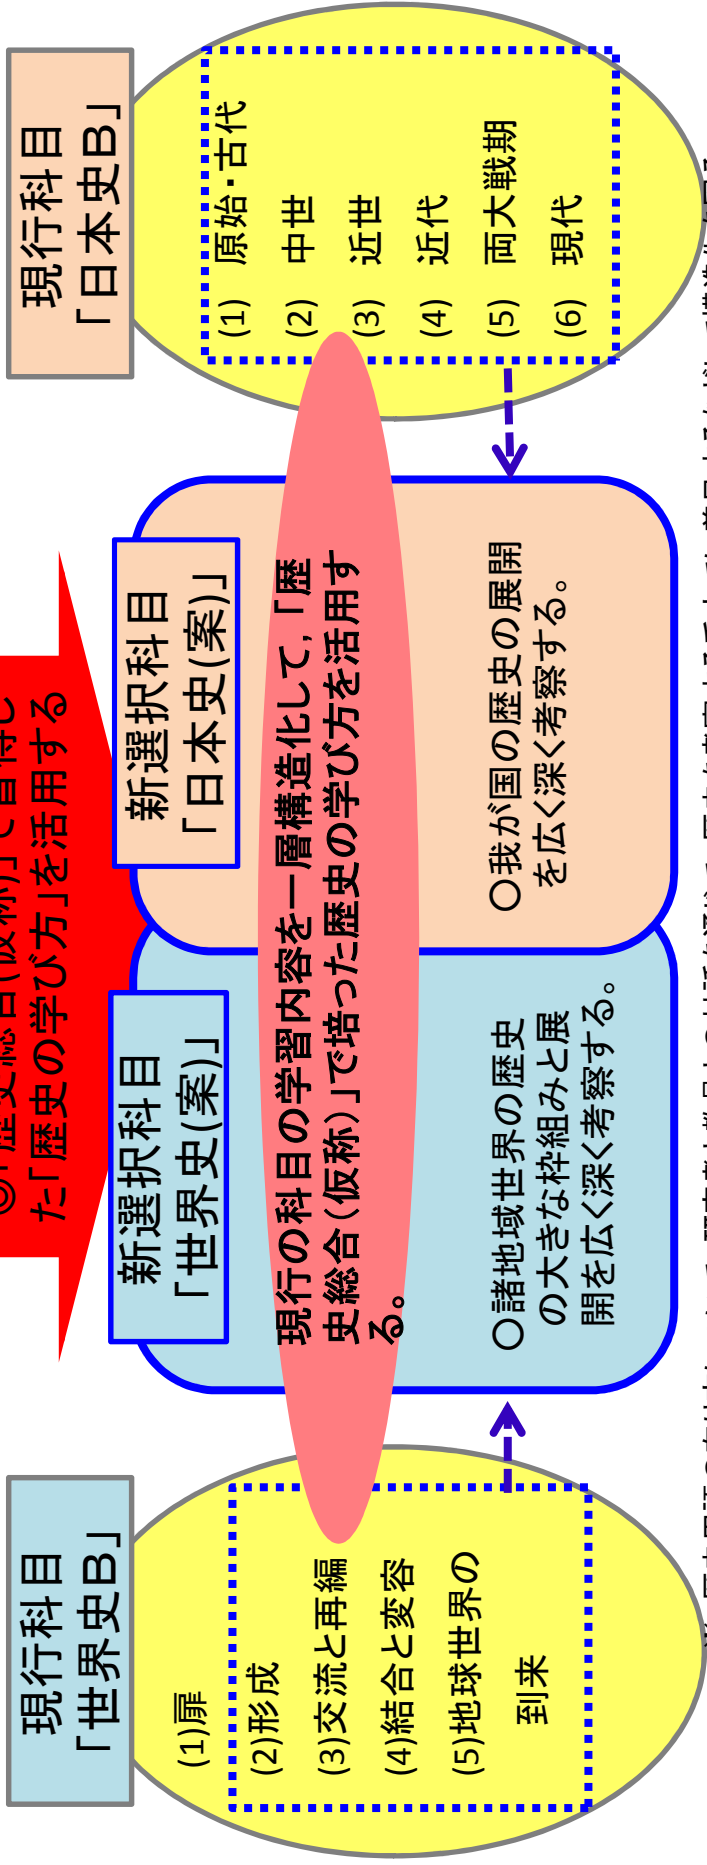 た「歴史の学び方」を活用する
現行科目
「世界史B」
(1)扉
(2)形成
(3)交流と再編
(4)結合と変容
(5)地球世界の
到来
新選択科目
「世界史(案)」
新選択科目
「日本史(案)」
現行の科目の学習内容を一層構造化して，「歴
史総合（仮称）」で培った歴史の学び方を活用す
る。
〇諸地域世界の歴史
の大きな枠組みと展
開を広く深く考察する。
〇我が国の歴史の展開
を広く深く考察する。
現行科目
「日本史B」
(1) 原始・古代
(2) 中世
(3) 近世
(4) 近代
(5) 両大戦期
(6) 現代